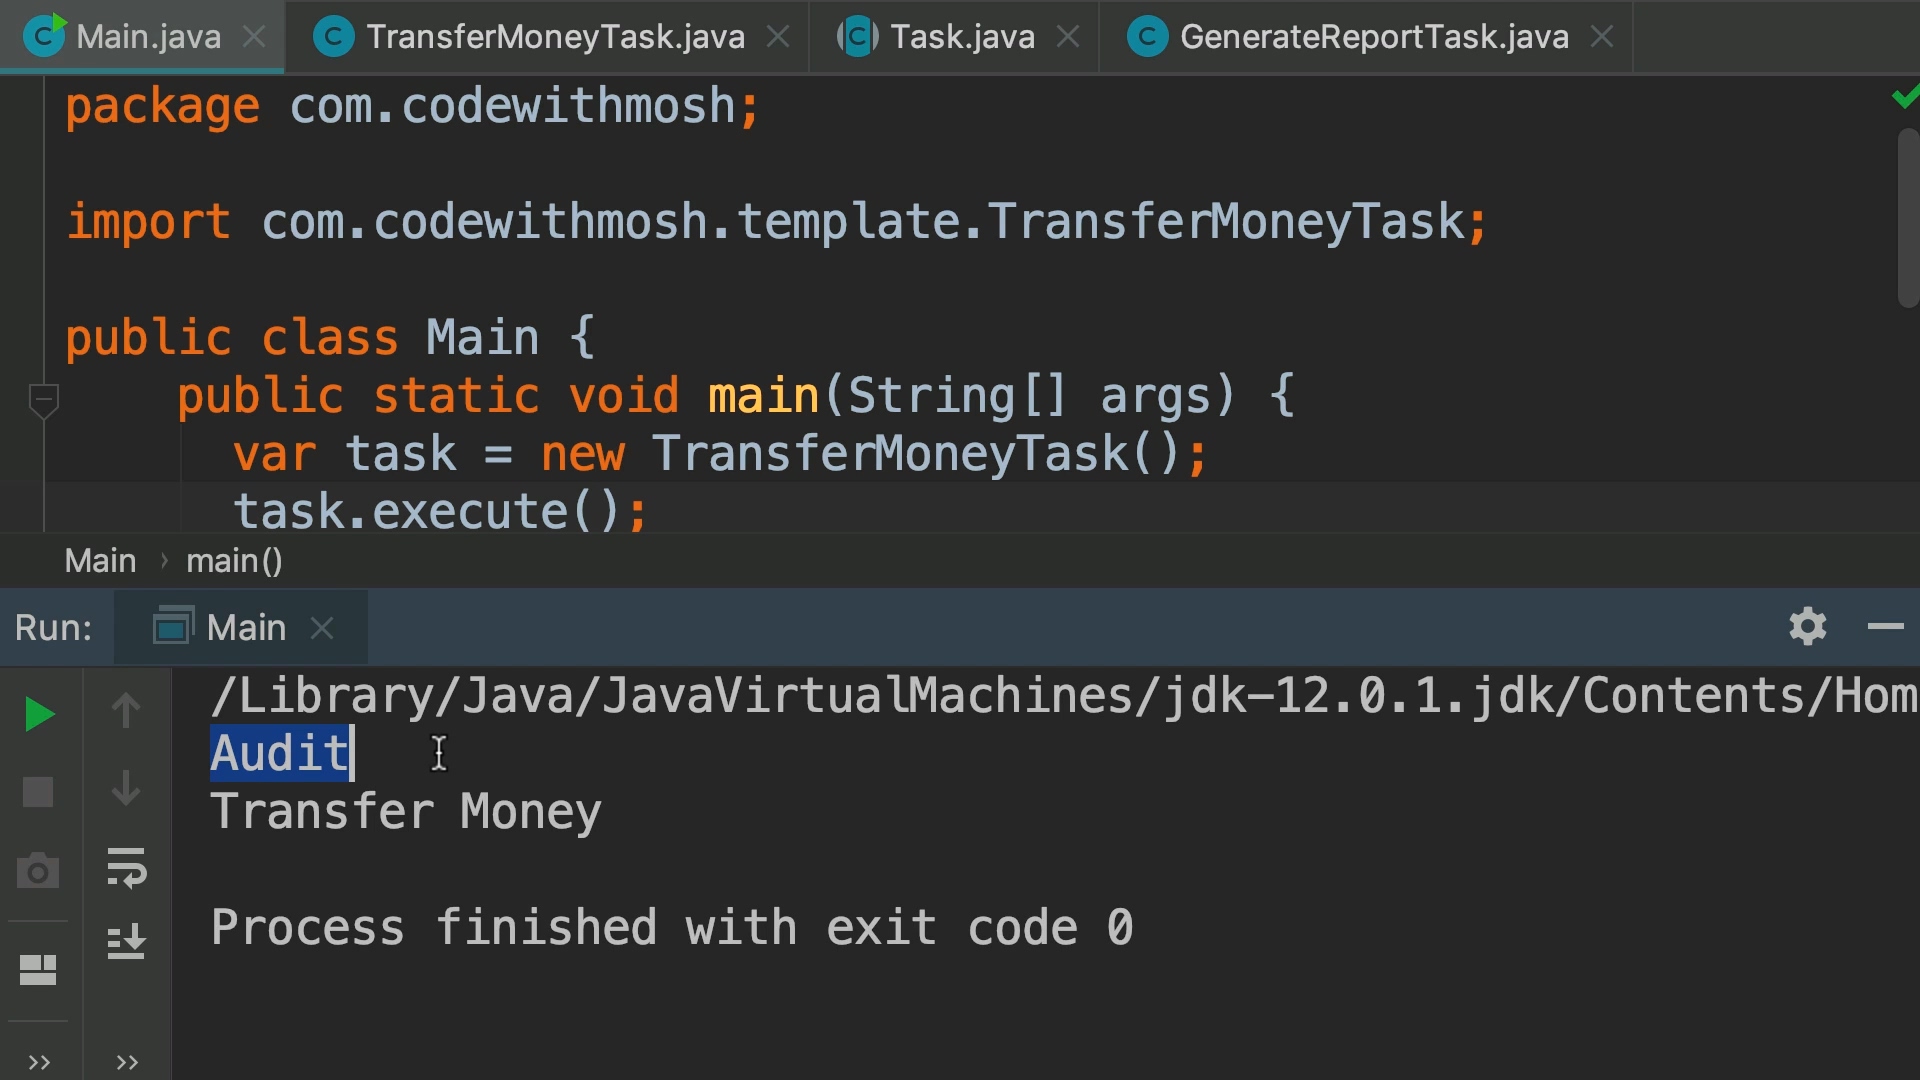 Main.java TransferMoneyTask.java Task.java GenerateReportTask.java
package com.codewithmosh;
import com.codewithmosh.template.TransferMoneyTask;
public class Main {
public static void main(String[] args) {
var task = new TransferMoneyTask();
task.execute();
Main › main()
Run: Main
/Library/Java/JavaVirtualMachines/jdk-12.0.1.jdk/Contents/Hom
Audit
Transfer Money
Process finished with exit code 0